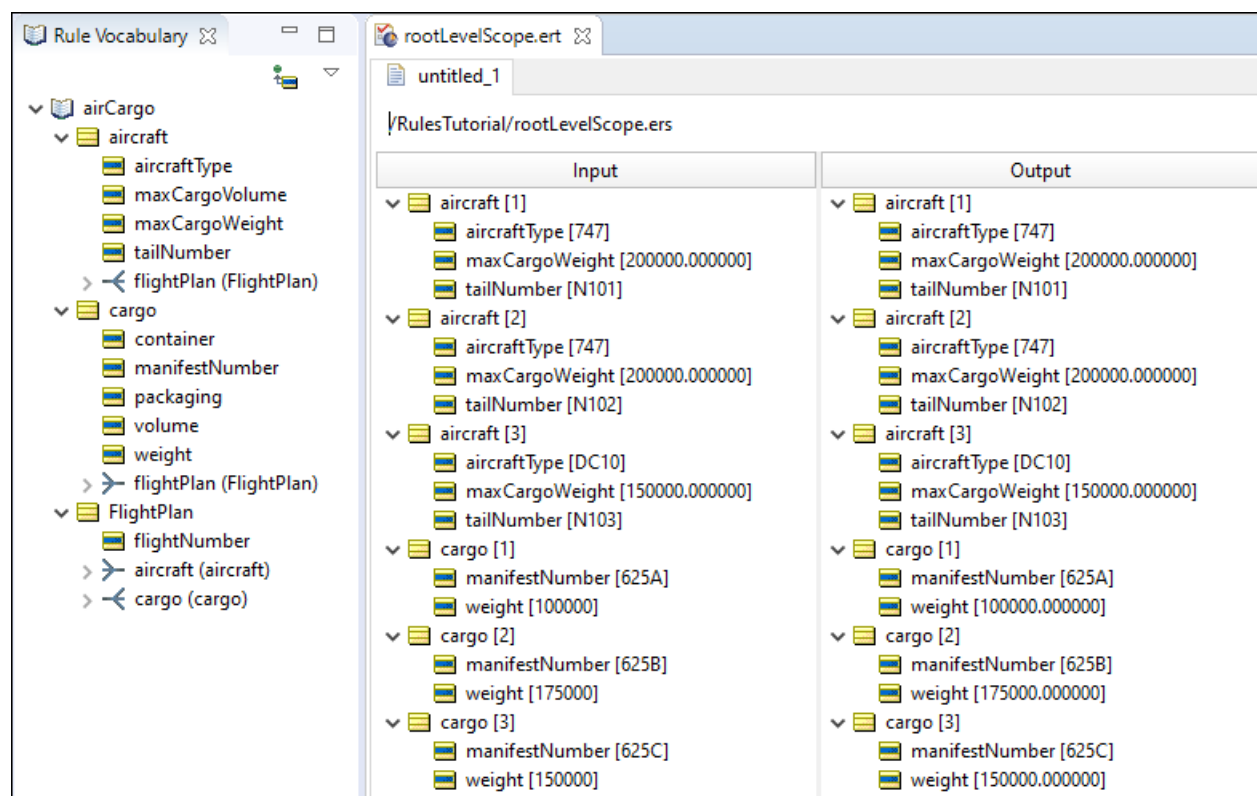 Rule Vocabulary
airCargo
aircraft
aircraftType
maxCargoVolume
maxCargoWeight
tailNumber
flightPlan (FlightPlan)
cargo
container
manifestNumber
packaging
volume
weight
flightPlan (FlightPlan)
FlightPlan
flightNumber
aircraft (aircraft)
cargo (cargo)
rootLevelScope.ert
untitled_1
/RulesTutorial/rootLevelScope.ers
Input
aircraft [1]
aircraftType [747]
maxCargoWeight [200000.000000]
tailNumber [N101]
aircraft [2]
aircraftType [747]
maxCargoWeight [200000.000000]
tailNumber [N102]
aircraft [3]
aircraftType [DC10]
maxCargoWeight [150000.000000]
tailNumber [N103]
cargo [1]
manifestNumber [625A]
weight [100000]
cargo [2]
manifestNumber [625B]
weight [175000]
cargo [3]
manifestNumber [625C]
weight [150000]
Output
aircraft [1]
aircraftType [747]
maxCargoWeight [200000.000000]
tailNumber [N101]
aircraft [2]
aircraftType [747]
maxCargoWeight [200000.000000]
tailNumber [N102]
aircraft [3]
aircraftType [DC10]
maxCargoWeight [150000.000000]
tailNumber [N103]
cargo [1]
manifestNumber [625A]
weight [100000.000000]
cargo [2]
manifestNumber [625B]
weight [175000.000000]
cargo [3]
manifestNumber [625C]
weight [150000.000000]